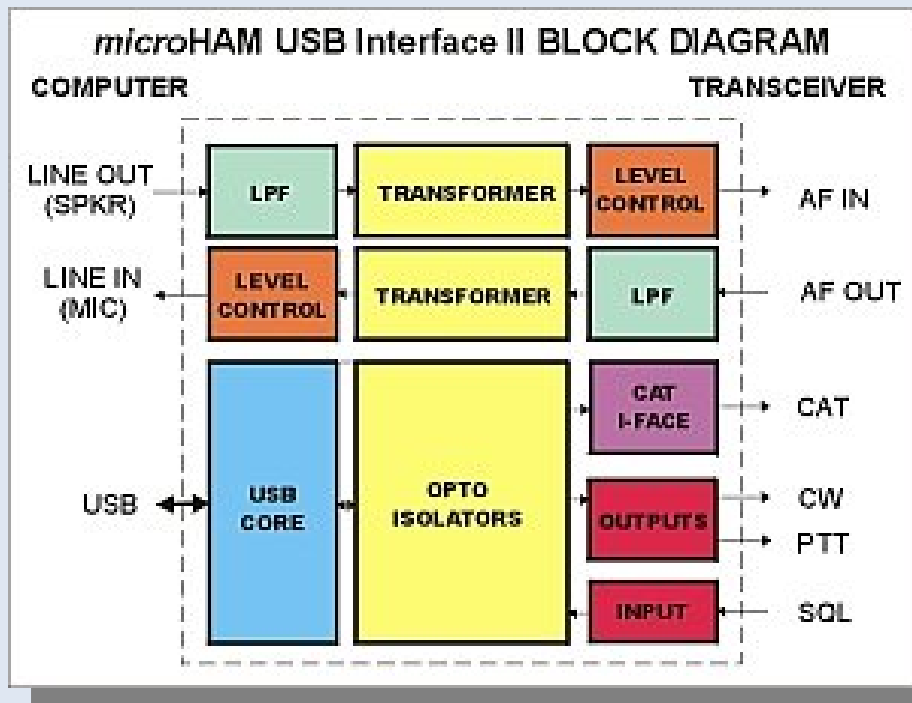 microHAM USB Interface II BLOCK DIAGRAM
COMPUTER
TRANSCEIVER
LINE OUT
(SPKR)
LPF
TRANSFORMER
LEVEL
CONTROL
AF IN
LINE IN
(MIC)
LEVEL
CONTROL
TRANSFORMER
LPF
AF OUT
USB
USB
CORE
OPTO
ISOLATORS
CAT
I-FACE
CAT
OUTPUTS
CW
PTT
INPUT
SQL